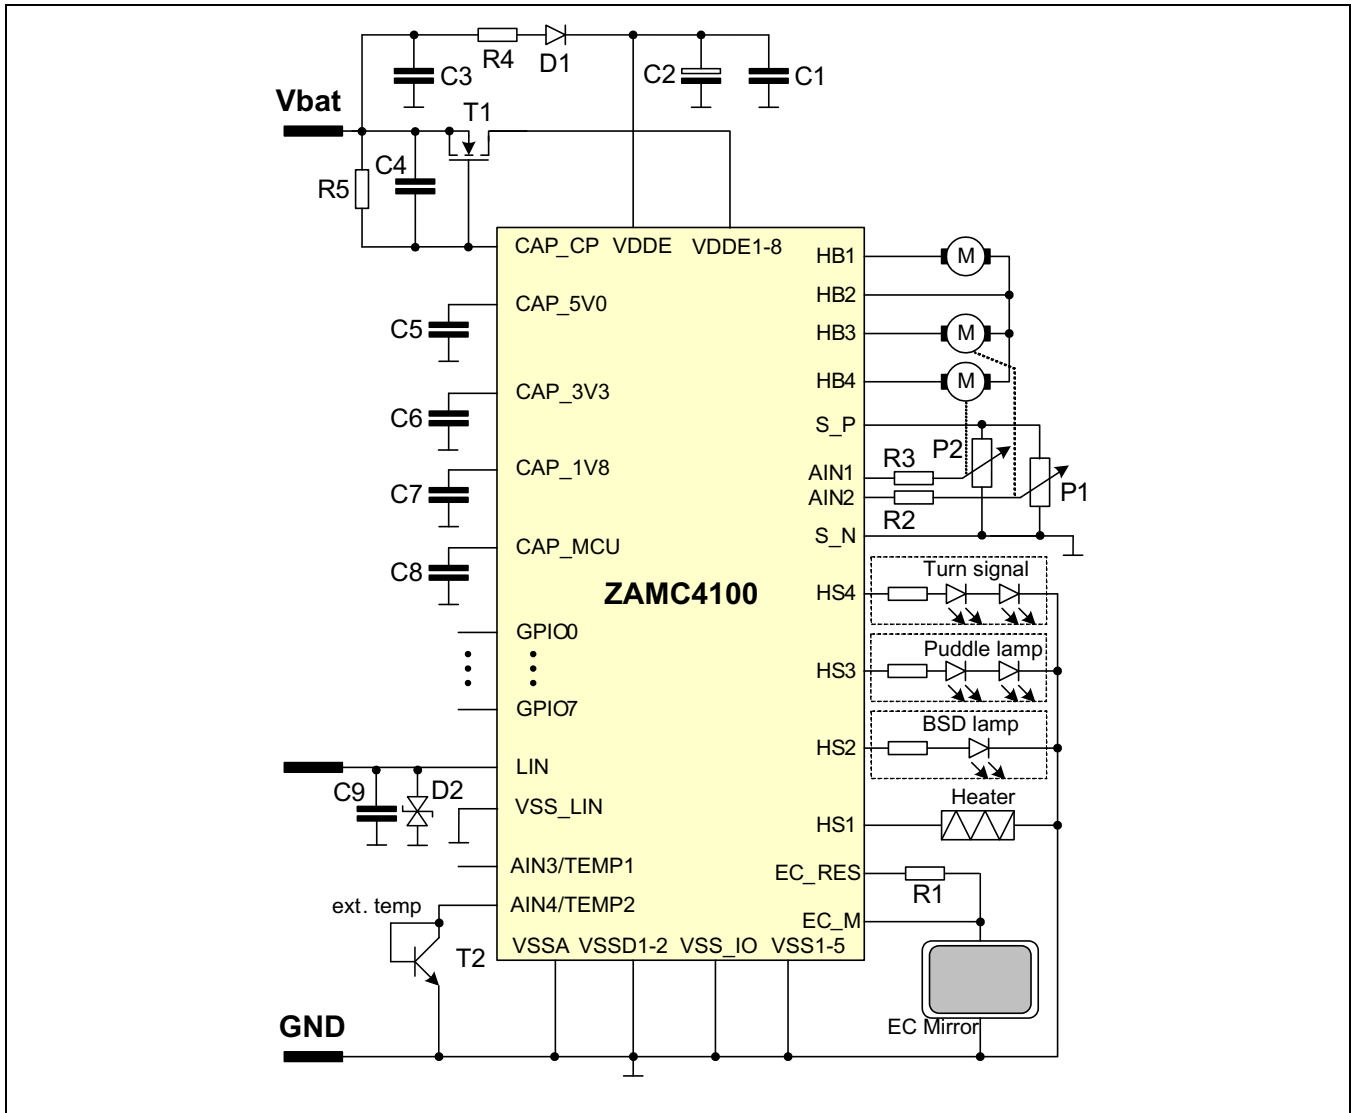 R4
D1
C3
C2
C1
Vbat
T1
C4
R5
CAP_CP VDDE VDDE1-8
HB1
M
HB2
CAP_5V0
C5
HB3
M
HB4
M
CAP_3V3
C6
S_P
P2
R3
AIN1
CAP_1V8
C7
AIN2
P1
R2
S_N
CAP_MCU
C8
ZAMC4100
Turn signal
HS4
GPIO0
Puddle lamp
HS3
GPIO7
BSD lamp
HS2
LIN
C9
D2
VSS_LIN
Heater
HS1
AIN3/TEMP1
EC_RES
R1
ext. temp
AIN4/TEMP2
EC_M
T2
VSSA VSSD1-2 VSS_IO VSS1-5
GND
EC Mirror